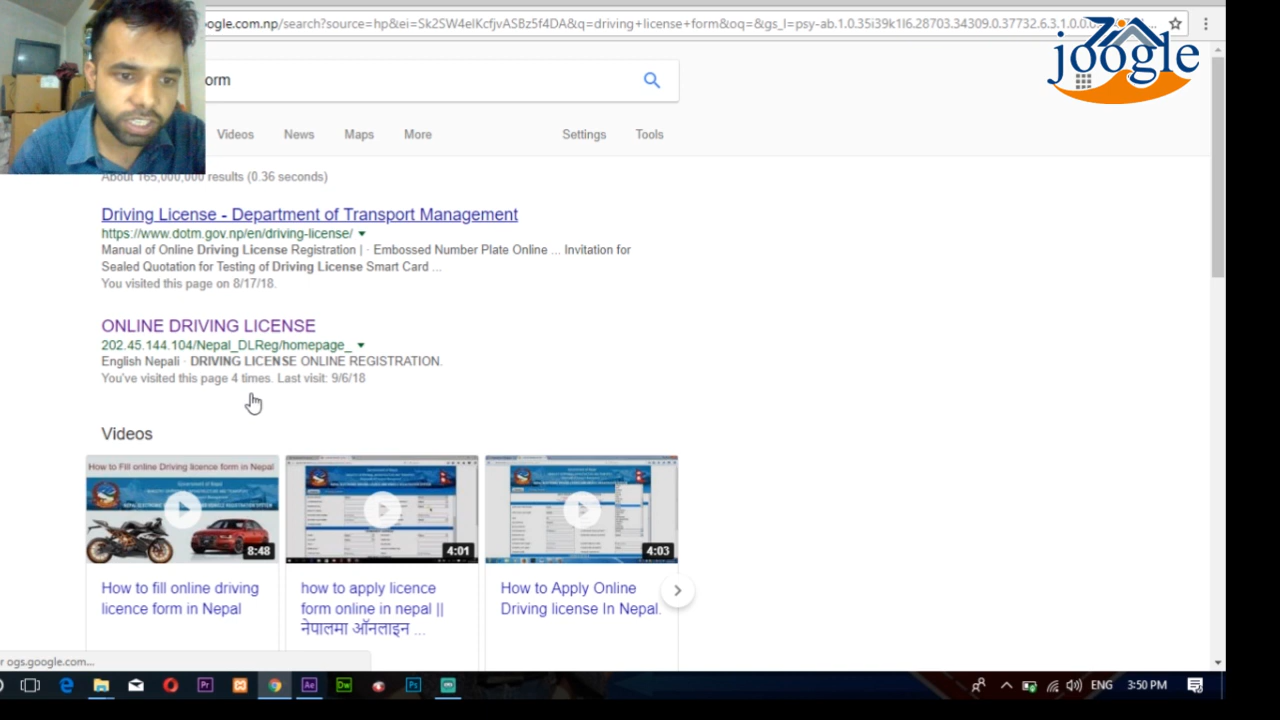 oogle.com.np/search?source=hp&ei=Sk2SW4elKcfjvASBz5f4DA&q=driving+license+form&oq=&gs_l=psy-ab.1.0.35i39k1l6.28703.34309.0.37732.6.3.1.0.0.0
joogle
orm
Videos News Maps More Settings Tools
About 165,000,000 results (0.36 seconds)
Driving License - Department of Transport Management
https://www.dotm.gov.np/en/driving-license/
Manual of Online Driving License Registration | · Embossed Number Plate Online ... Invitation for
Sealed Quotation for Testing of Driving License Smart Card ...
You visited this page on 8/17/18.
ONLINE DRIVING LICENSE
202.45.144.104/Nepal_DLReg/homepage_
English Nepali · DRIVING LICENSE ONLINE REGISTRATION.
You've visited this page 4 times. Last visit: 9/6/18
Videos
How to Fill online Driving licence form in Nepal
8:48
4:01
4:03
How to fill online driving
licence form in Nepal
how to apply licence
form online in nepal ||
नेपालमा ऑनलाइन ...
How to Apply Online
Driving license In Nepal.
r ogs.google.com...
Pr Ae Dw Ps ENG 3:50 PM